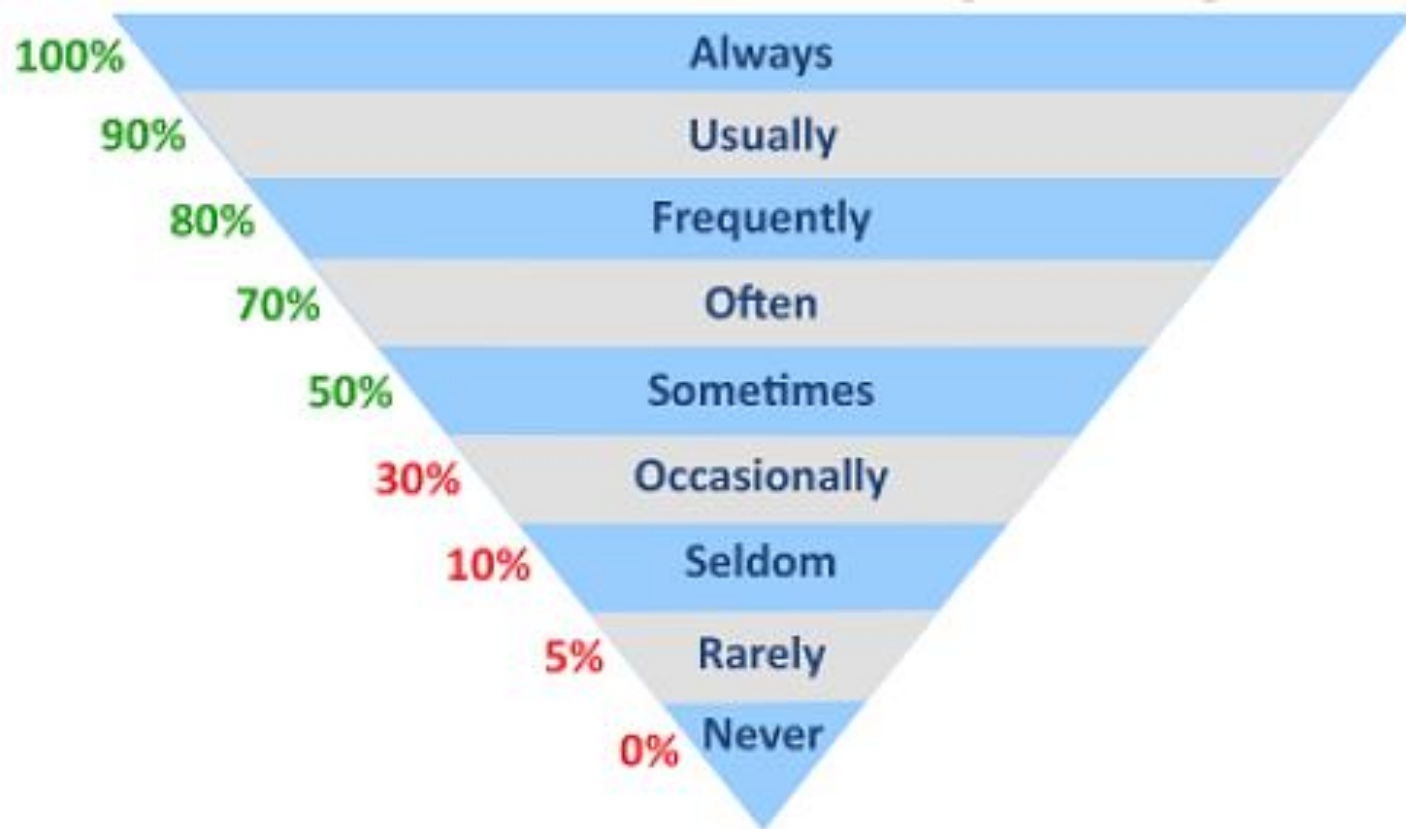 100% Always
90% Usually
80% Frequently
70% Often
50% Sometimes
30% Occasionally
10% Seldom
5% Rarely
0% Never